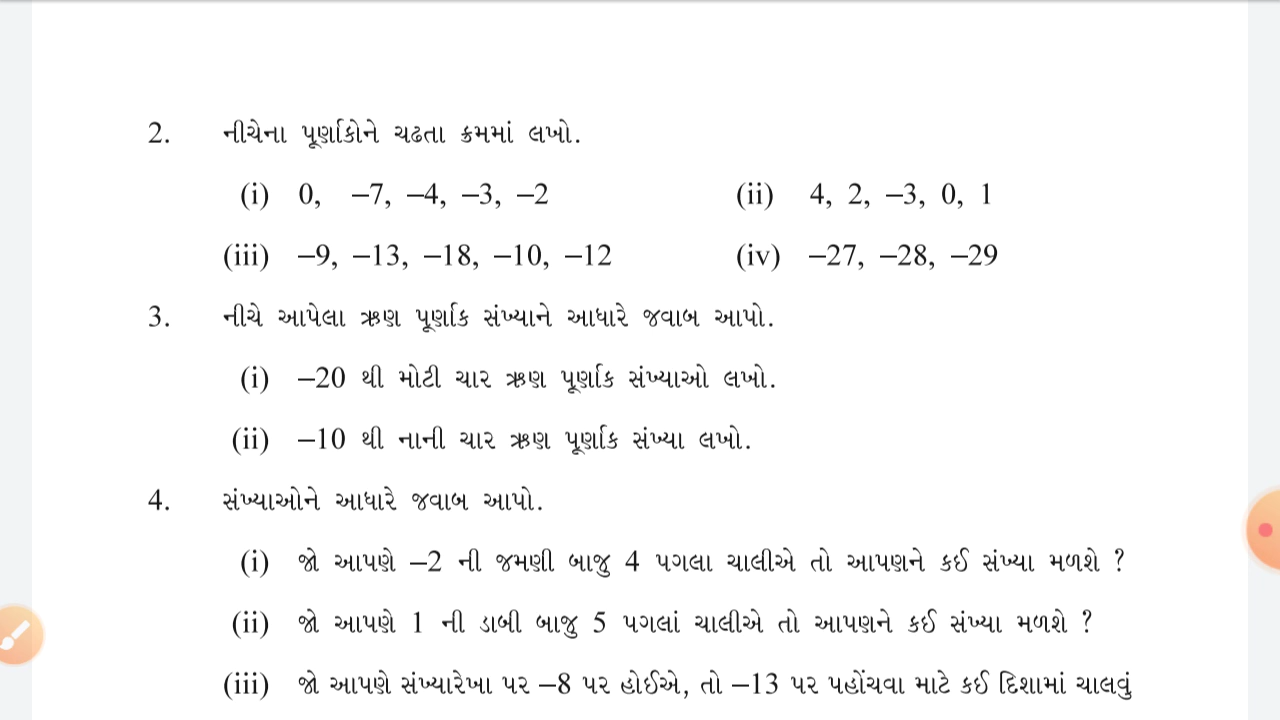 2. નીચેના પૂર્ણાંકોને ચઢતા ક્રમમાં લખો.
(i) 0, –7, –4, –3, –2 (ii) 4, 2, –3, 0, 1
(iii) –9, –13, –18, –10, –12 (iv) –27, –28, –29
3. નીચે આપેલા ઋણ પૂર્ણાંક સંખ્યાને આધારે જવાબ આપો.
(i) –20 થી મોટી ચાર ઋણ પૂર્ણાંક સંખ્યાઓ લખો.
(ii) –10 થી નાની ચાર ઋણ પૂર્ણાંક સંખ્યા લખો.
4. સંખ્યાઓને આધારે જવાબ આપો.
(i) જો આપણે –2 ની જમણી બાજુ 4 પગલા ચાલીએ તો આપણને કઈ સંખ્યા મળશે ?
(ii) જો આપણે 1 ની ડાબી બાજુ 5 પગલાં ચાલીએ તો આપણને કઈ સંખ્યા મળશે ?
(iii) જો આપણે સંખ્યારેખા પર –8 પર હોઈએ, તો –13 પર પહોંચવા માટે કઈ દિશામાં ચાલવું